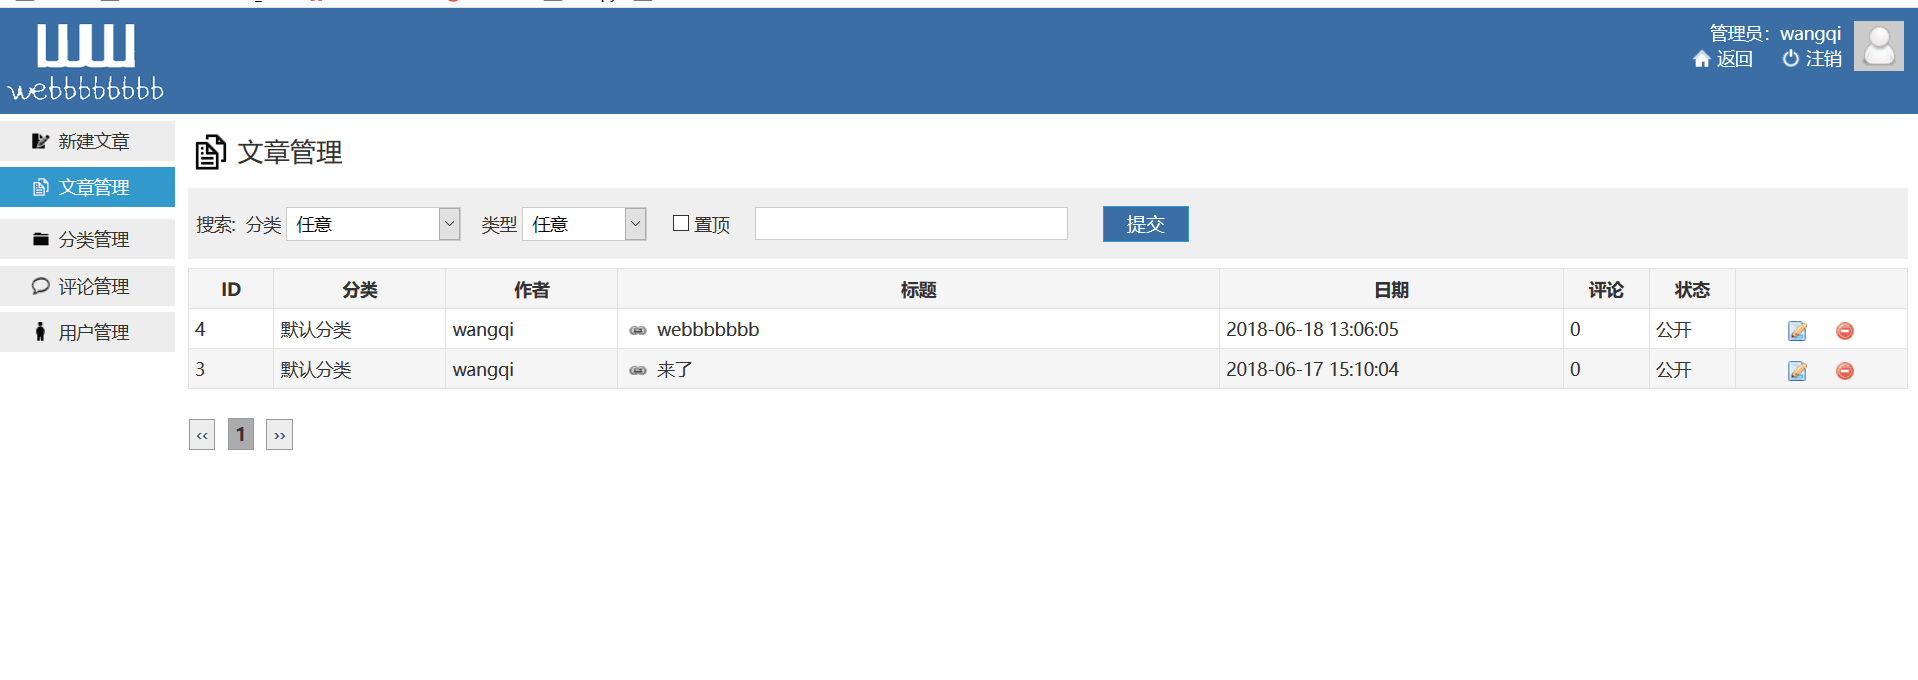 webbbbbbbb
管理员：wangqi
返回 注销
新建文章
文章管理
分类管理
评论管理
用户管理
文章管理
搜索: 分类 任意 类型 任意 置顶 提交
ID 分类 作者 标题 日期 评论 状态
4 默认分类 wangqi webbbbbbb 2018-06-18 13:06:05 0 公开
3 默认分类 wangqi 来了 2018-06-17 15:10:04 0 公开
‹‹ 1 ››